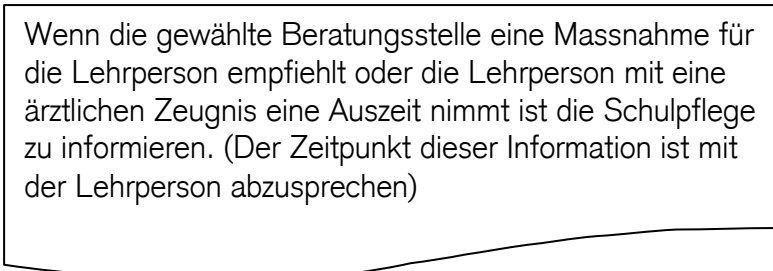 Wenn die gewählte Beratungsstelle eine Massnahme für
die Lehrperson empfiehlt oder die Lehrperson mit eine
ärztlichen Zeugnis eine Auszeit nimmt ist die Schulpflege
zu informieren. (Der Zeitpunkt dieser Information ist mit
der Lehrperson abzusprechen)